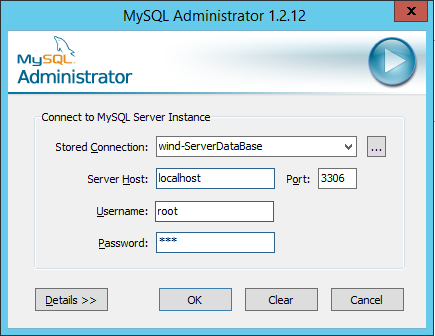 MySQL Administrator 1.2.12
x
MySQL
Administrator
Connect to MySQL Server Instance
Stored Connection: wind-ServerDataBase ...
Server Host: localhost Port: 3306
Username: root
Password: ***
Details >> OK Clear Cancel